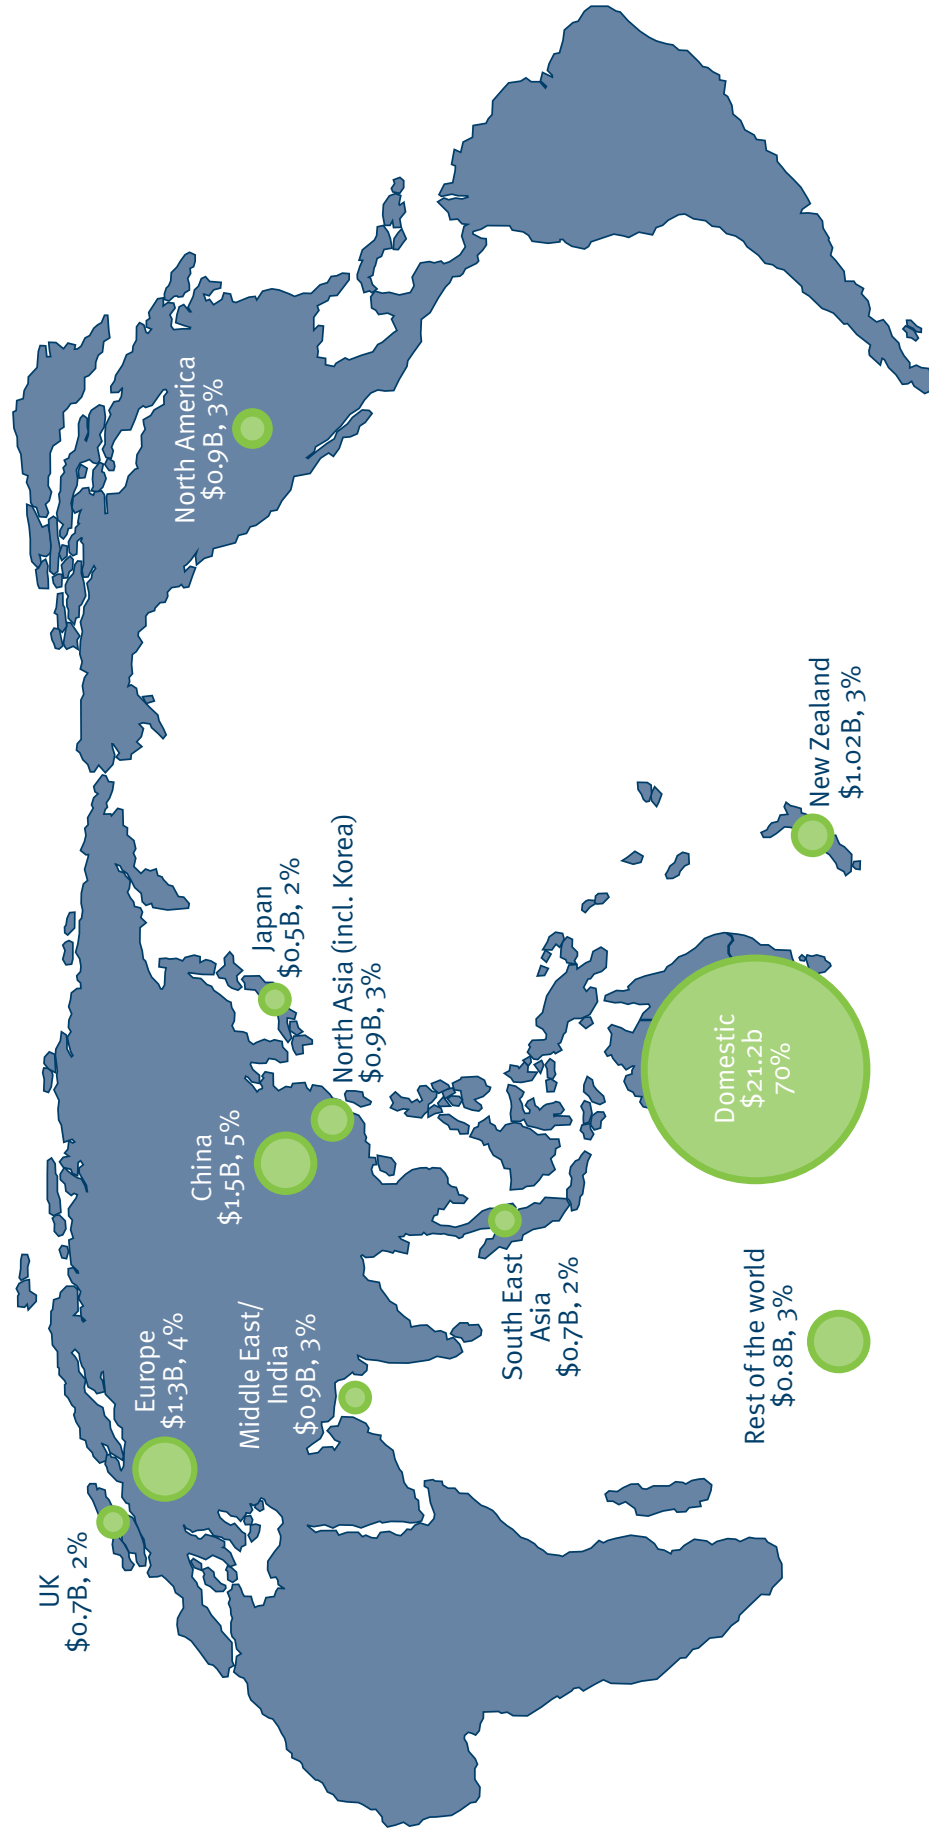 UK
$0.7B, 2%
Europe
$1.3B, 4%
Middle East/
India
$0.9B, 3%
China
$1.5B, 5%
Japan
$0.5B, 2%
North Asia (incl. Korea)
$0.9B, 3%
North America
$0.9B, 3%
South East
Asia
$0.7B, 2%
Rest of the world
$0.8B, 3%
Domestic
$21.2b
70%
New Zealand
$1.02B, 3%